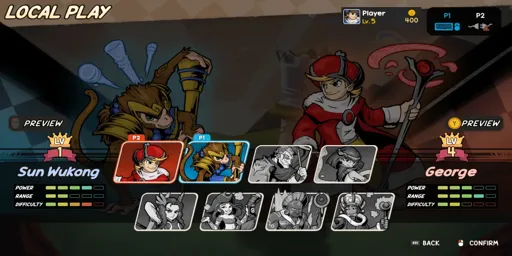 LOCAL PLAY
Player
Lv.5
400
P1
P2
PREVIEW
Y PREVIEW
LV
1
LV
4
P2
P1
Sun Wukong
George
POWER
RANGE
DIFFICULTY
POWER
RANGE
DIFFICULTY
BACK
CONFIRM